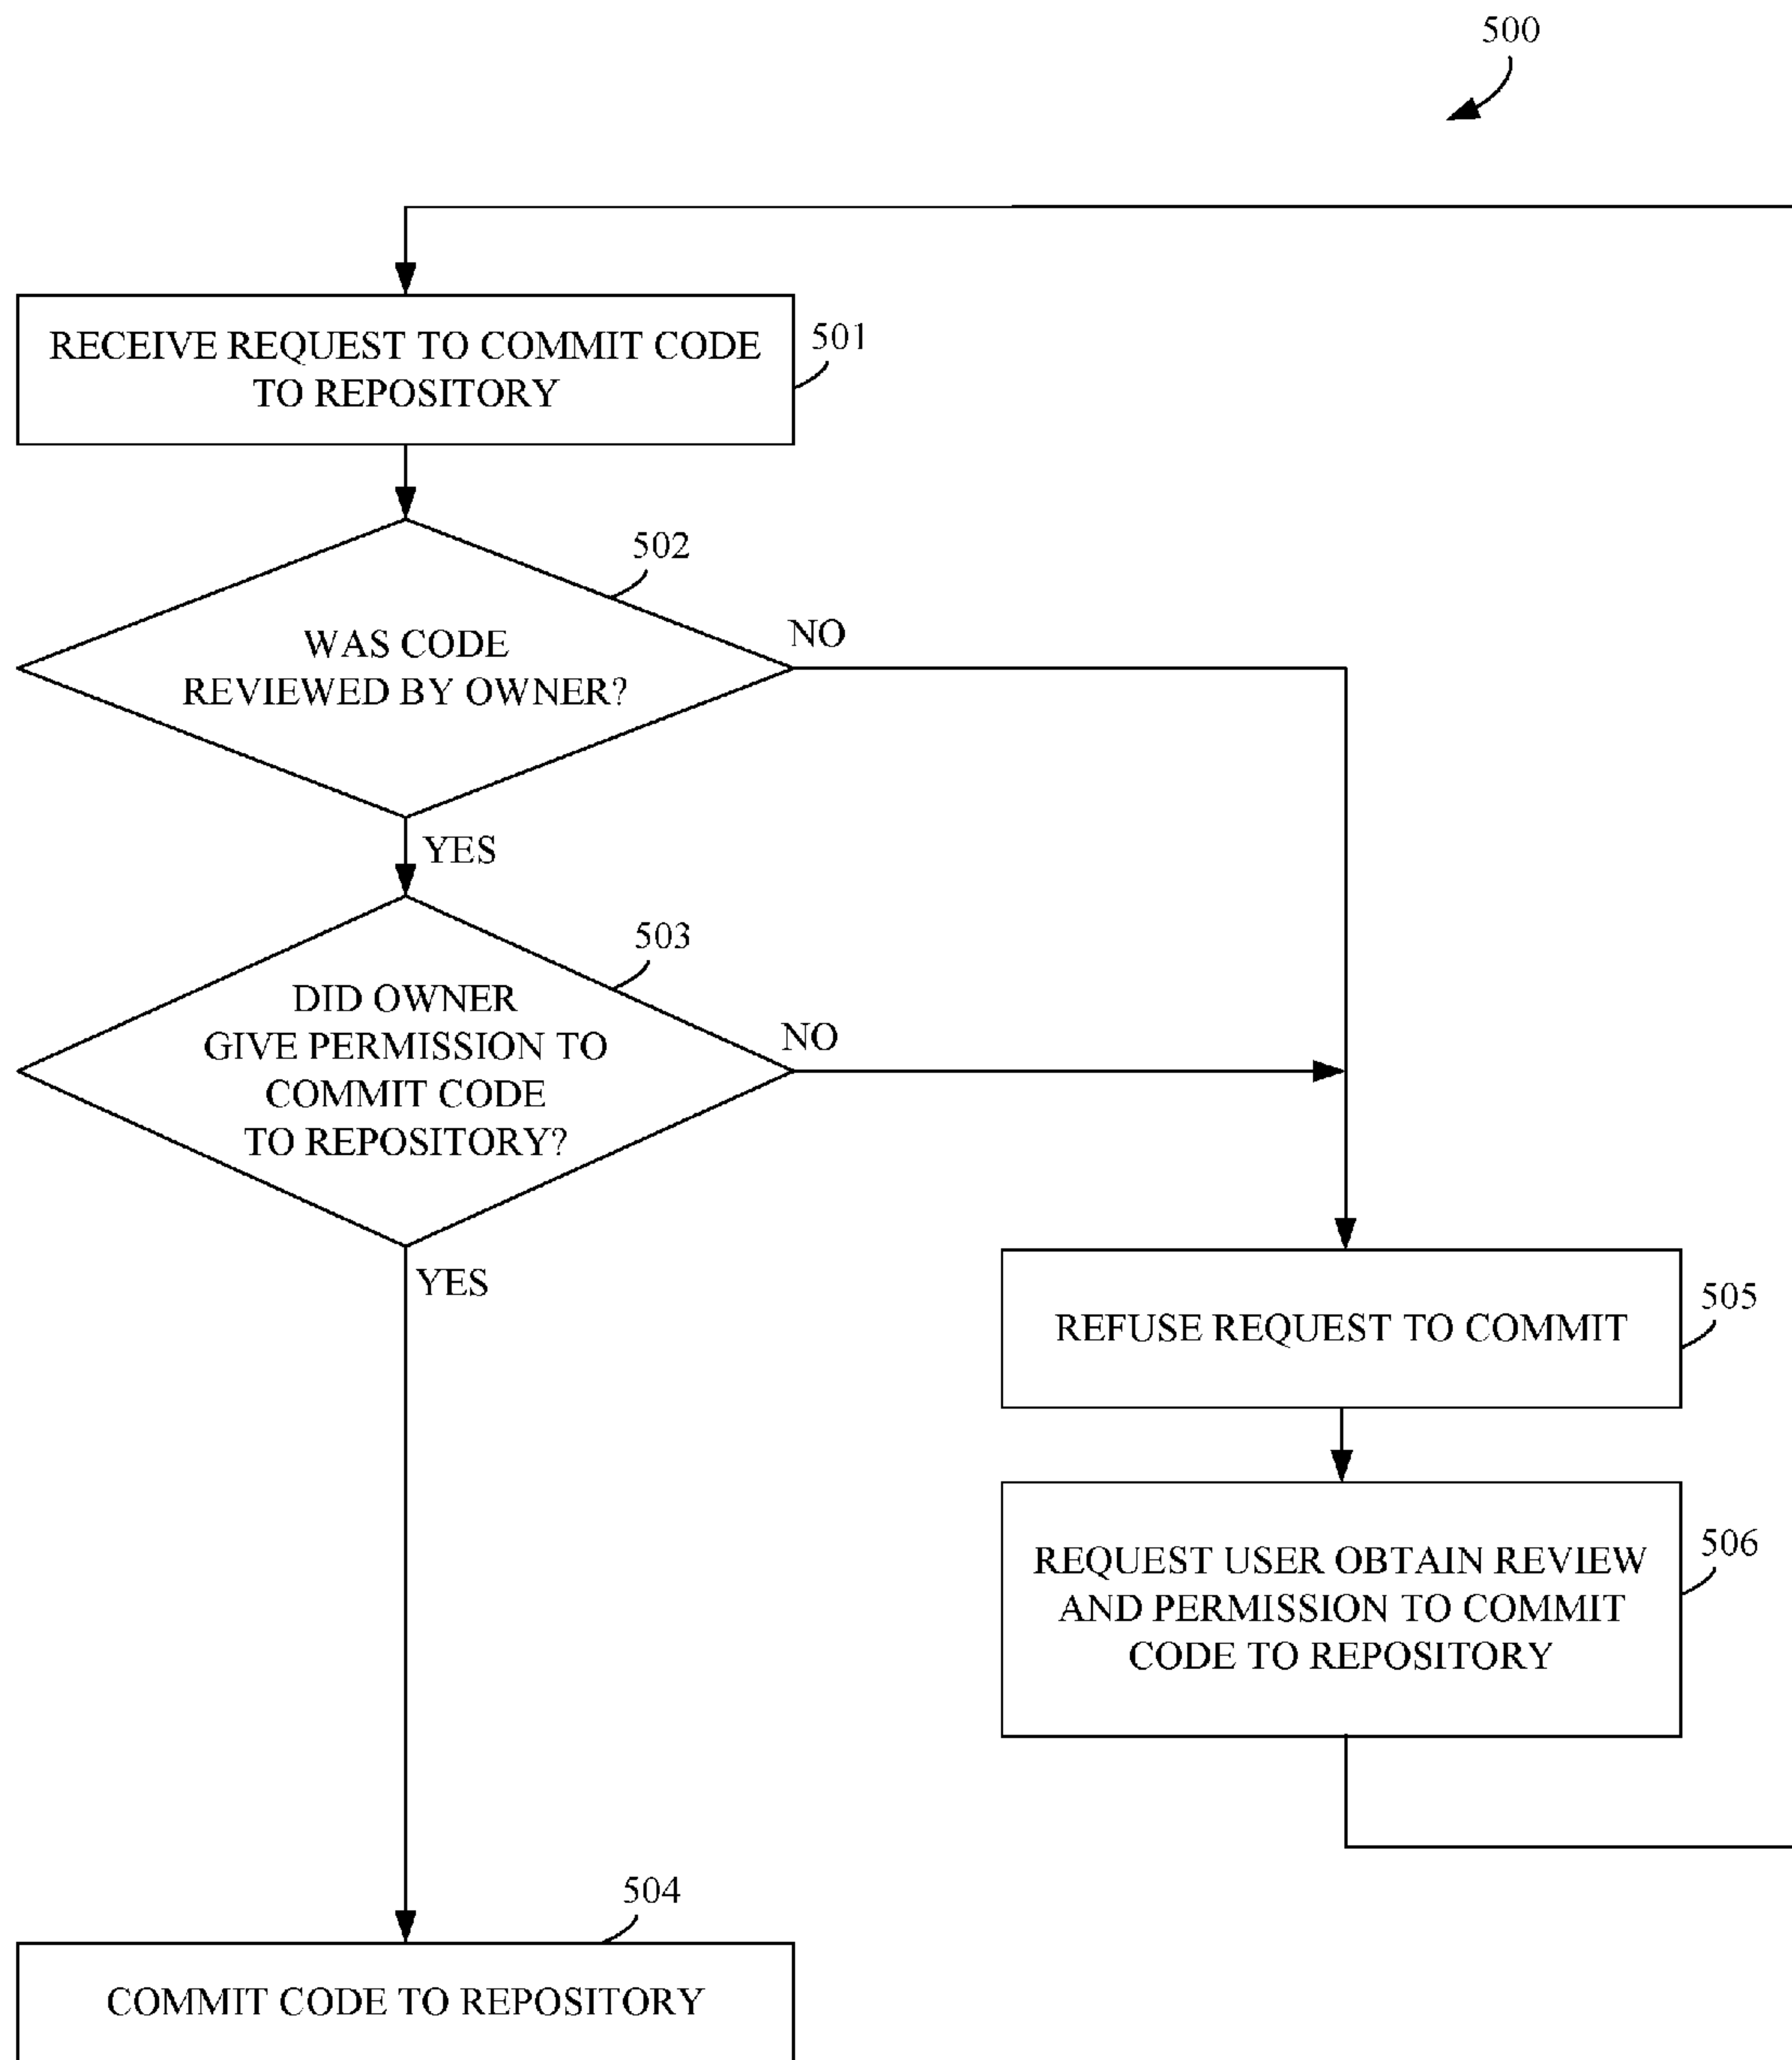 500
RECEIVE REQUEST TO COMMIT CODE
TO REPOSITORY
501
502
WAS CODE
REVIEWED BY OWNER?
NO
YES
503
DID OWNER
GIVE PERMISSION TO
COMMIT CODE
TO REPOSITORY?
NO
YES
505
REFUSE REQUEST TO COMMIT
506
REQUEST USER OBTAIN REVIEW
AND PERMISSION TO COMMIT
CODE TO REPOSITORY
504
COMMIT CODE TO REPOSITORY